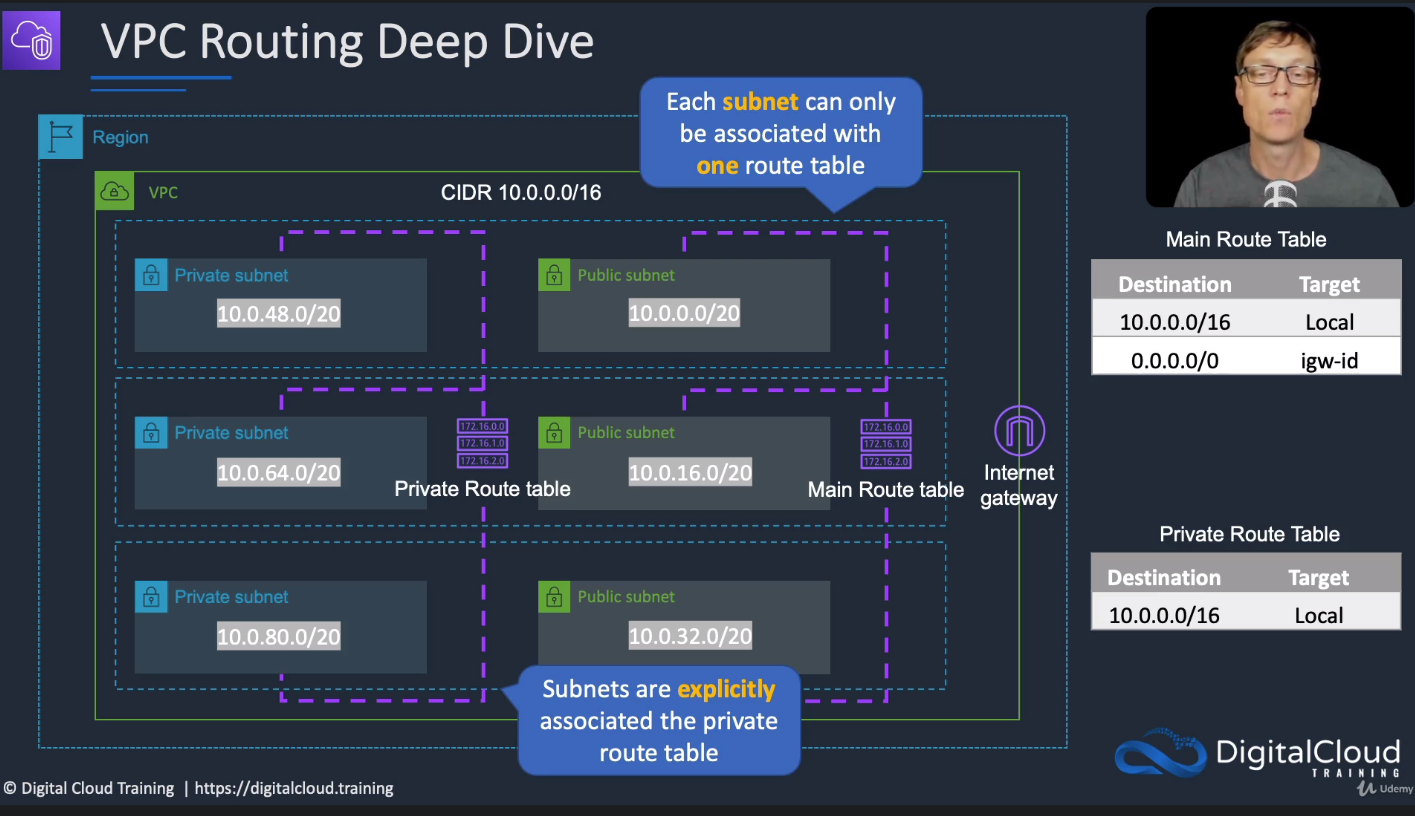 VPC Routing Deep Dive
Each subnet can only
be associated with
one route table
Region
VPC
CIDR 10.0.0.0/16
Private subnet
10.0.48.0/20
Public subnet
10.0.0.0/20
Private subnet
10.0.64.0/20
172.16.0.0
172.16.1.0
172.16.2.0
Private Route table
Public subnet
10.0.16.0/20
172.16.0.0
172.16.1.0
172.16.2.0
Main Route table
Internet
gateway
Private subnet
10.0.80.0/20
Public subnet
10.0.32.0/20
Subnets are explicitly
associated the private
route table
Main Route Table
Destination Target
10.0.0.0/16 Local
0.0.0.0/0 igw-id
Private Route Table
Destination Target
10.0.0.0/16 Local
DigitalCloud
TRAINING
Udemy
© Digital Cloud Training | https://digitalcloud.training